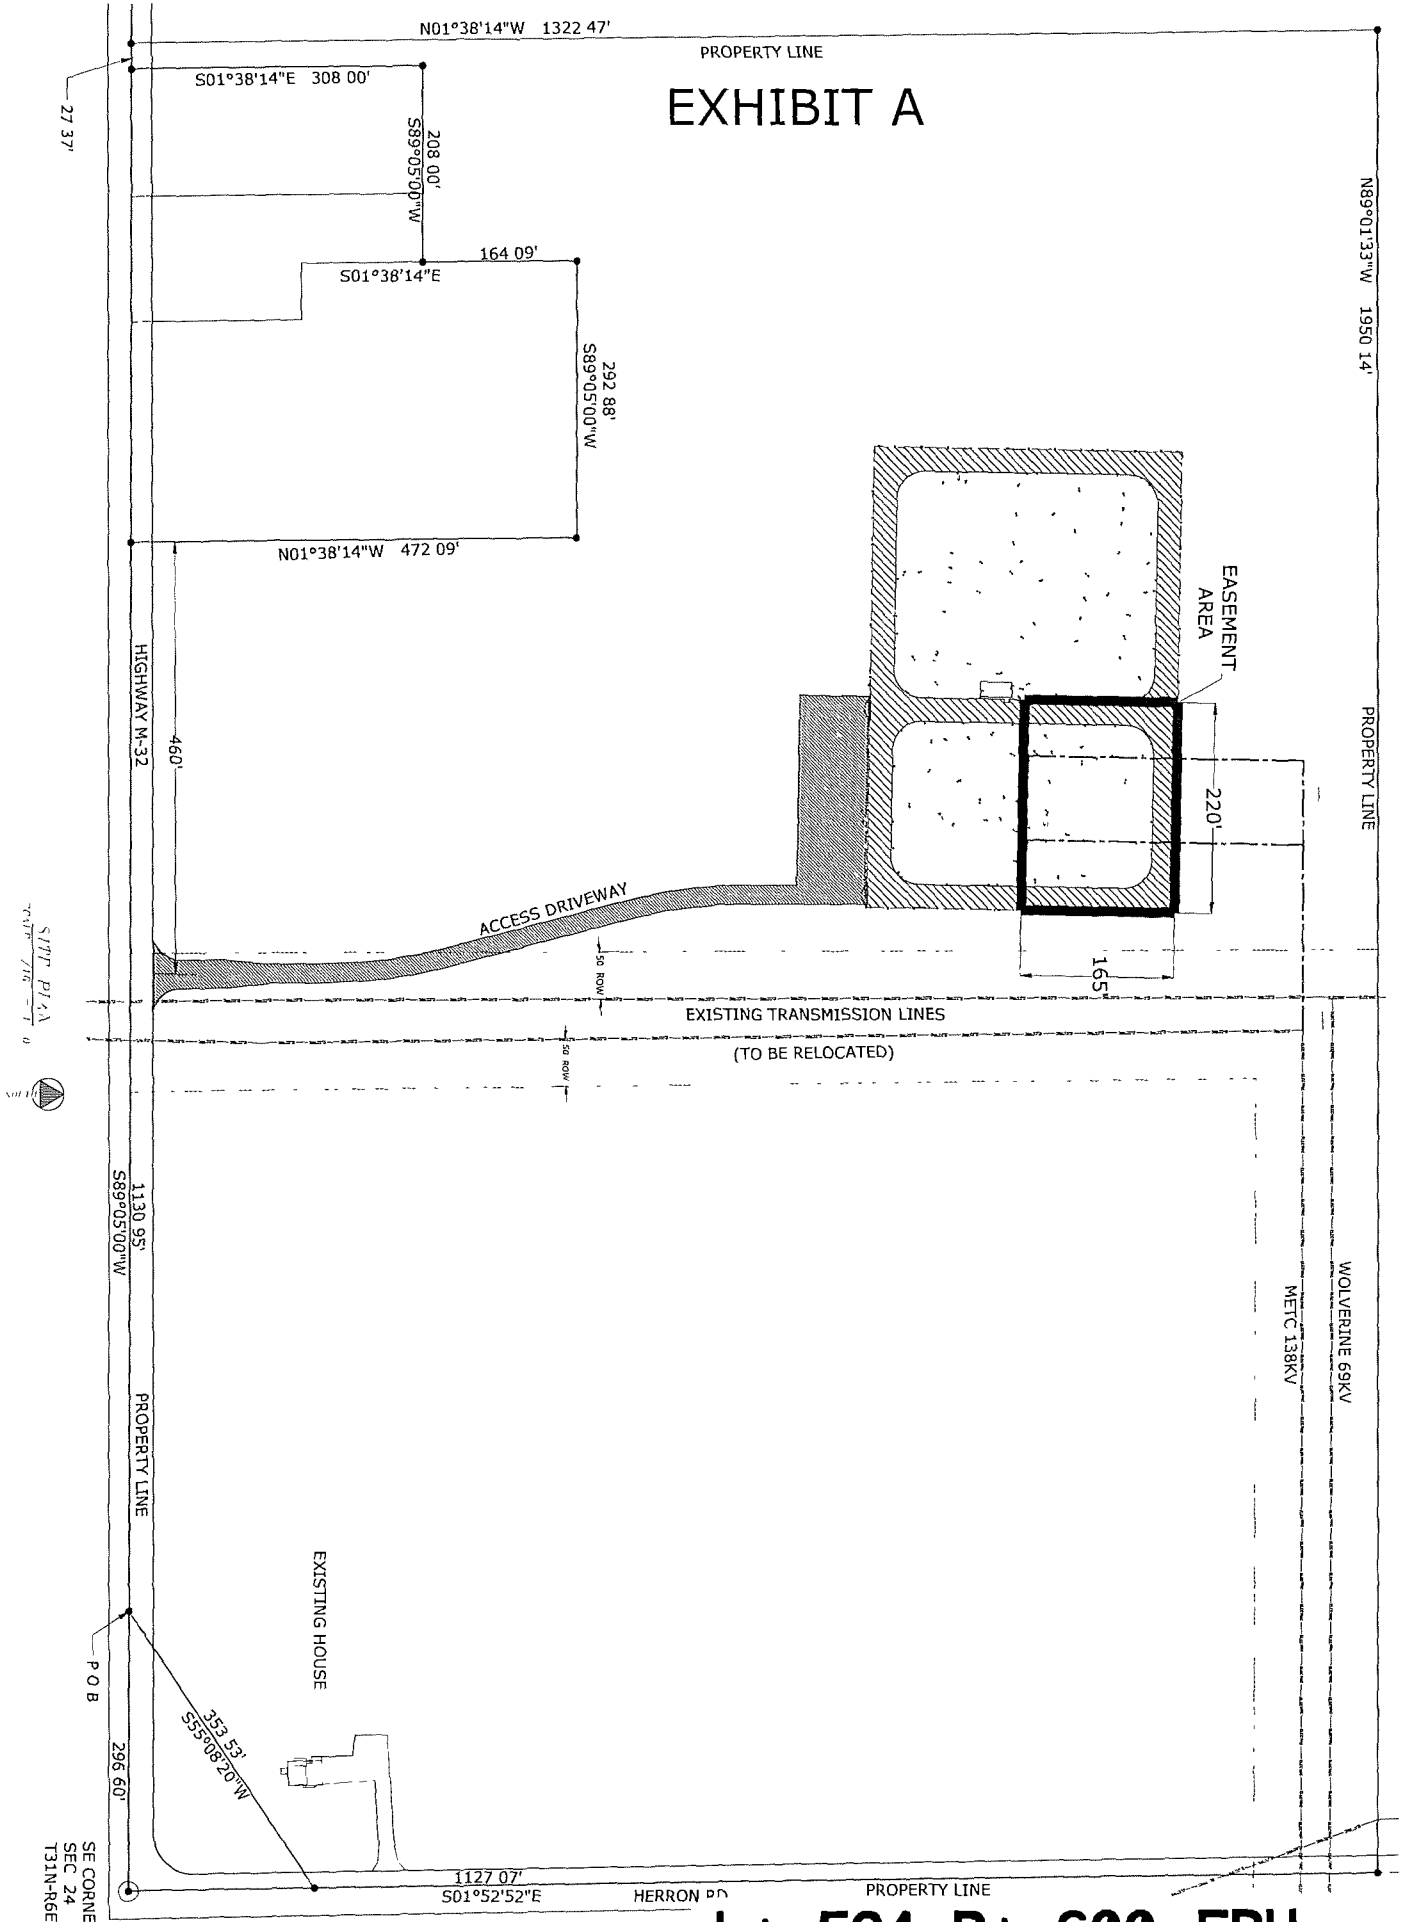 N01°38'14"W 1322 47'
PROPERTY LINE
S01°38'14"E 308 00'
EXHIBIT A
27 37'
208 00'
S89°05'00"W
N89°01'33"W 1950 14'
164 09'
S01°38'14"E
292 88'
S89°05'00"W
N01°38'14"W 472 09'
EASEMENT
AREA
HIGHWAY M-32
460'
PROPERTY LINE
220'
ACCESS DRIVEWAY
165'
50 ROW
EXISTING TRANSMISSION LINES
(TO BE RELOCATED)
50 ROW
SITE PLAN
1130 95'
S89°05'00"W
WOLVERINE 69KV
METC 138KV
PROPERTY LINE
EXISTING HOUSE
P O B
353 53'
S55°08'20"W
296 60'
SE CORNE
SEC 24
T31N-R6E
1127 07'
S01°52'52"E
HERRON RD
PROPERTY LINE